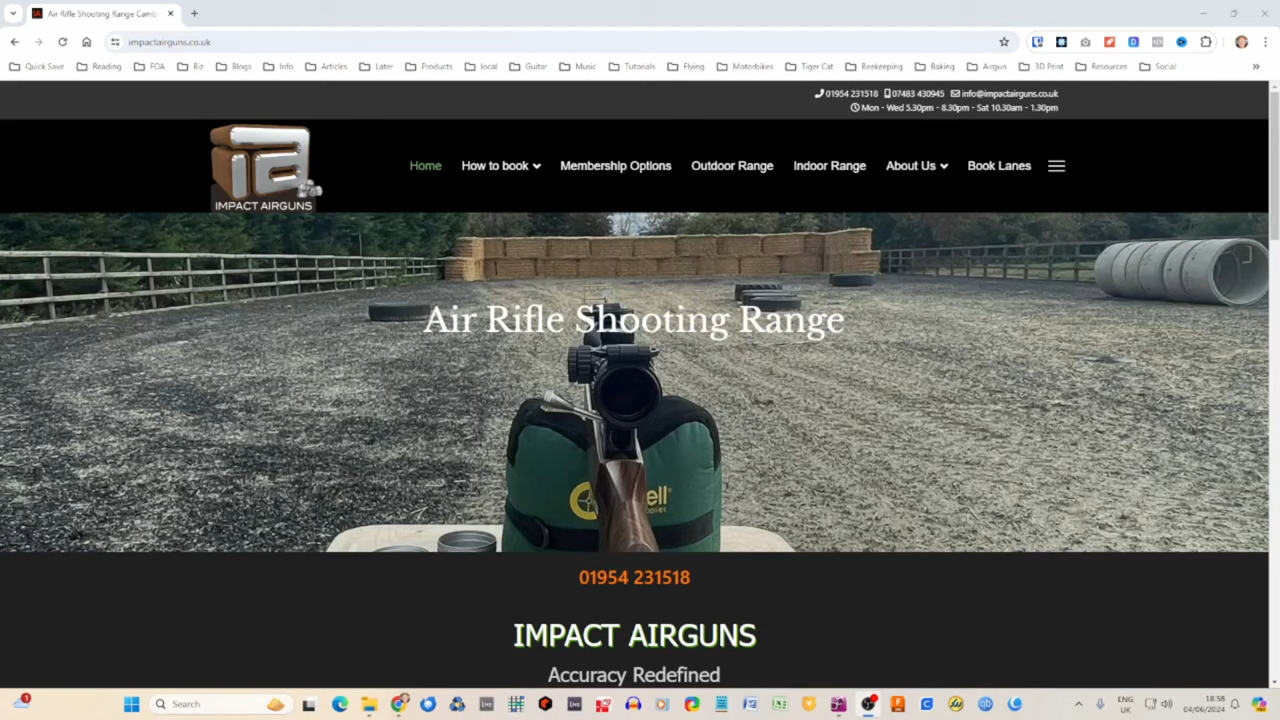 Air Rifle Shooting Range Camb
impactairguns.co.uk
Quick Save Reading FOA Biz Blogs Info Articles Later Products local Guitar Music Tutorials Flying Motorbikes Tiger Cat Beekeeping Baking Airgun 3D Print Resources Social
01954 231518 07483 430945 info@impactairguns.co.uk
Mon - Wed 5.30pm - 8.30pm - Sat 10.30am - 1.30pm
IMPACT AIRGUNS
Home How to book Membership Options Outdoor Range Indoor Range About Us Book Lanes
Air Rifle Shooting Range
01954 231518
IMPACT AIRGUNS
Accuracy Redefined
Search
ENG
UK
18:58
04/06/2024